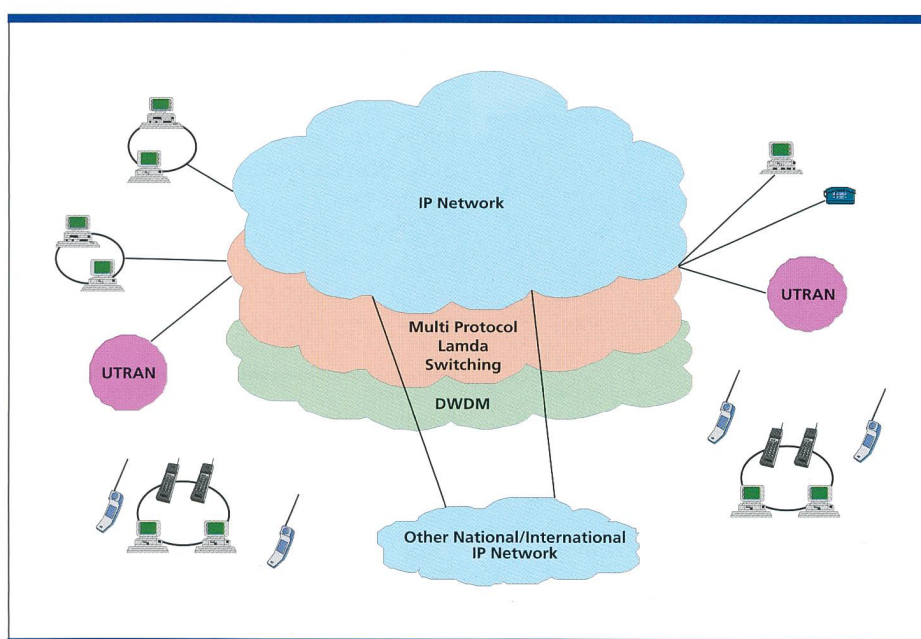 IP Network
UTRAN
Multi Protocol
Lamda
Switching
UTRAN
DWDM
Other National/International
IP Network